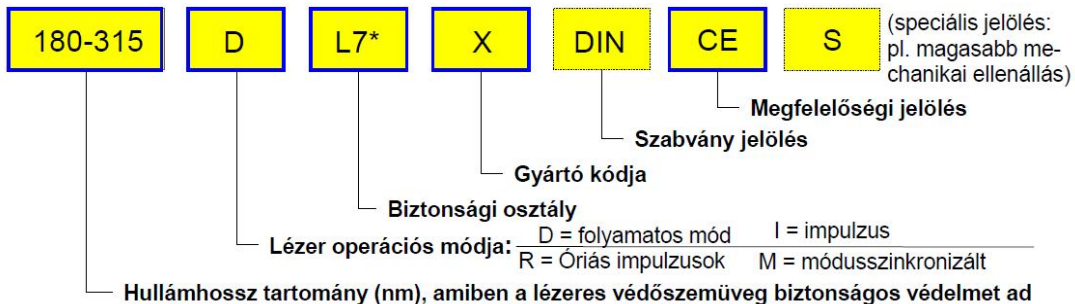 180-315 D L7* X DIN CE S
(speciális jelölés:
pl. magasabb me-
chanikai ellenállás)
Megfelelőségi jelölés
Szabvány jelölés
Gyártó kódja
Biztonsági osztály
Lézer operációs módja: D = folyamatos mód I = impulzus
R = Óriás impulzusok M = módusszinkronizált
Hullámhossz tartomány (nm), amiben a lézeres védőszemüveg biztonságos védelmet ad